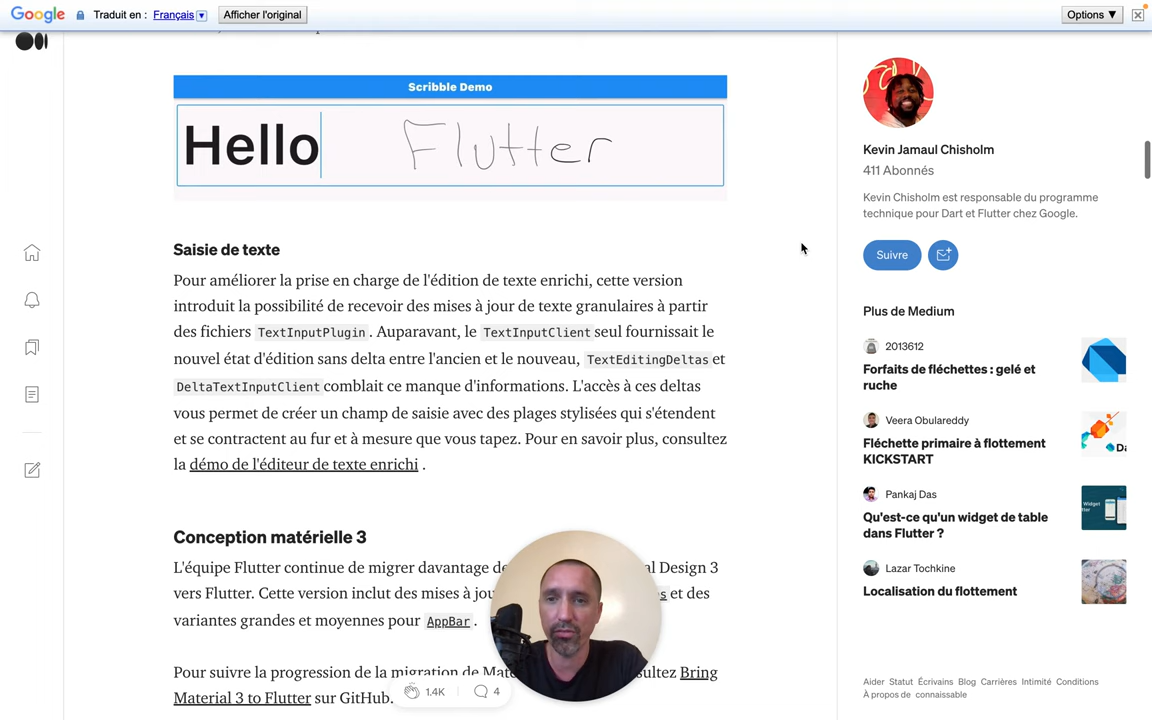 Google Traduit en : Français ▼ Afficher l'original Options ▼
Scribble Demo
Hello Flutter
Saisie de texte
Pour améliorer la prise en charge de l'édition de texte enrichi, cette version
introduit la possibilité de recevoir des mises à jour de texte granulaires à partir
des fichiers TextInputPlugin. Auparavant, le TextInputClient seul fournissait le
nouvel état d'édition sans delta entre l'ancien et le nouveau, TextEditingDeltas et
DeltaTextInputClient comblait ce manque d'informations. L'accès à ces deltas
vous permet de créer un champ de saisie avec des plages stylisées qui s'étendent
et se contractent au fur et à mesure que vous tapez. Pour en savoir plus, consultez
la démo de l'éditeur de texte enrichi .
Conception matérielle 3
L'équipe Flutter continue de migrer davantage de l Design 3
vers Flutter. Cette version inclut des mises à jou s et des
variantes grandes et moyennes pour AppBar.
Pour suivre la progression de la migration de Mat sultez Bring
Material 3 to Flutter sur GitHub.
1.4K 4
Kevin Jamaul Chisholm
411 Abonnés
Kevin Chisholm est responsable du programme
technique pour Dart et Flutter chez Google.
Suivre
Plus de Medium
2013612
Forfaits de fléchettes : gelé et
ruche
Veera Obulareddy
Fléchette primaire à flottement
KICKSTART
Pankaj Das
Qu'est-ce qu'un widget de table
dans Flutter ?
Lazar Tochkine
Localisation du flottement
Aider Statut Écrivains Blog Carrières Intimité Conditions
À propos de connaissable